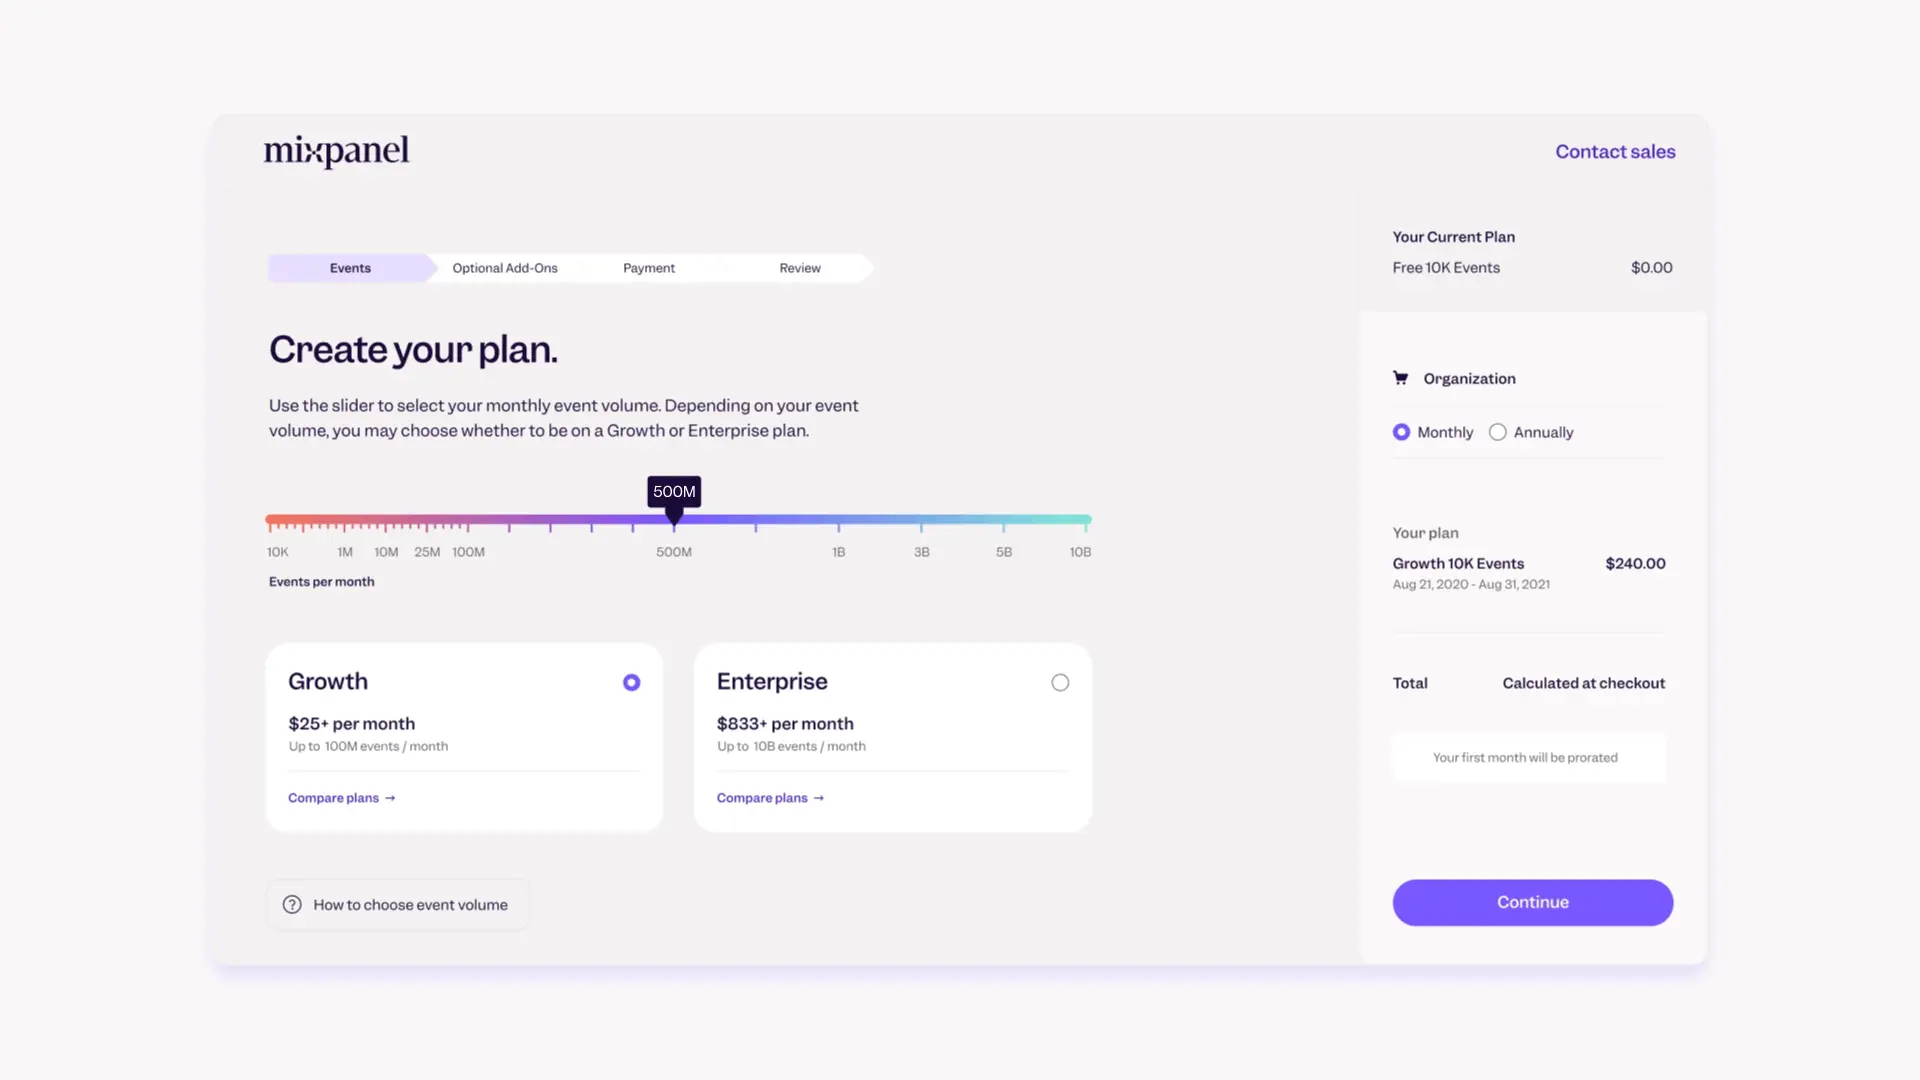 mixpanel
Contact sales
Events
Optional Add-Ons
Payment
Review
Create your plan.
Use the slider to select your monthly event volume. Depending on your event
volume, you may choose whether to be on a Growth or Enterprise plan.
500M
10K 1M 10M 25M 100M 500M 1B 3B 5B 10B
Events per month
Growth
$25+ per month
Up to 100M events / month
Compare plans →
Enterprise
$833+ per month
Up to 10B events / month
Compare plans →
How to choose event volume
Your Current Plan
Free 10K Events $0.00
Organization
Monthly Annually
Your plan
Growth 10K Events $240.00
Aug 21, 2020 - Aug 31, 2021
Total Calculated at checkout
Your first month will be prorated
Continue